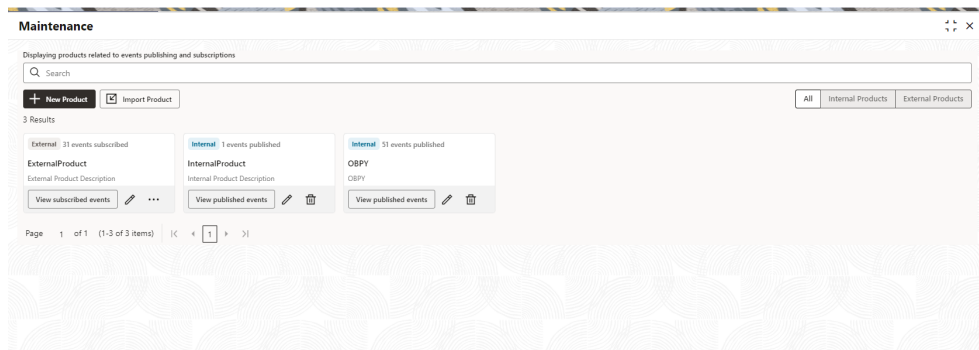 Maintenance
Displaying products related to events publishing and subscriptions
Search
New Product Import Product All Internal Products External Products
3 Results
External 31 events subscribed Internal 1 events published Internal 51 events published
ExternalProduct InternalProduct OBPY
External Product Description Internal Product Description OBPY
View subscribed events View published events View published events
Page 1 of 1 (1-3 of 3 items) 1